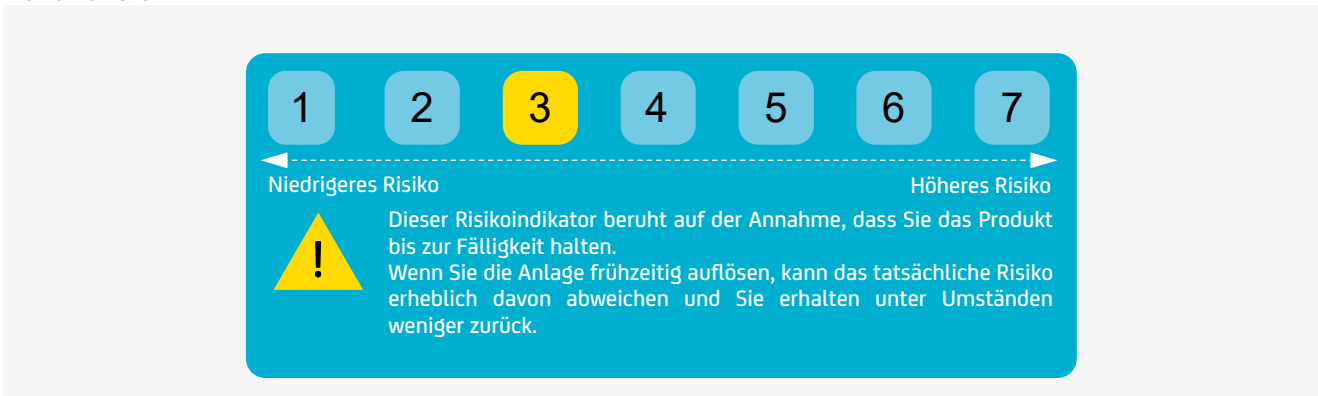 1 2 3 4 5 6 7
Niedrigeres Risiko Höheres Risiko
Dieser Risikoindikator beruht auf der Annahme, dass Sie das Produkt
bis zur Fälligkeit halten.
Wenn Sie die Anlage frühzeitig auflösen, kann das tatsächliche Risiko
erheblich davon abweichen und Sie erhalten unter Umständen
weniger zurück.
!